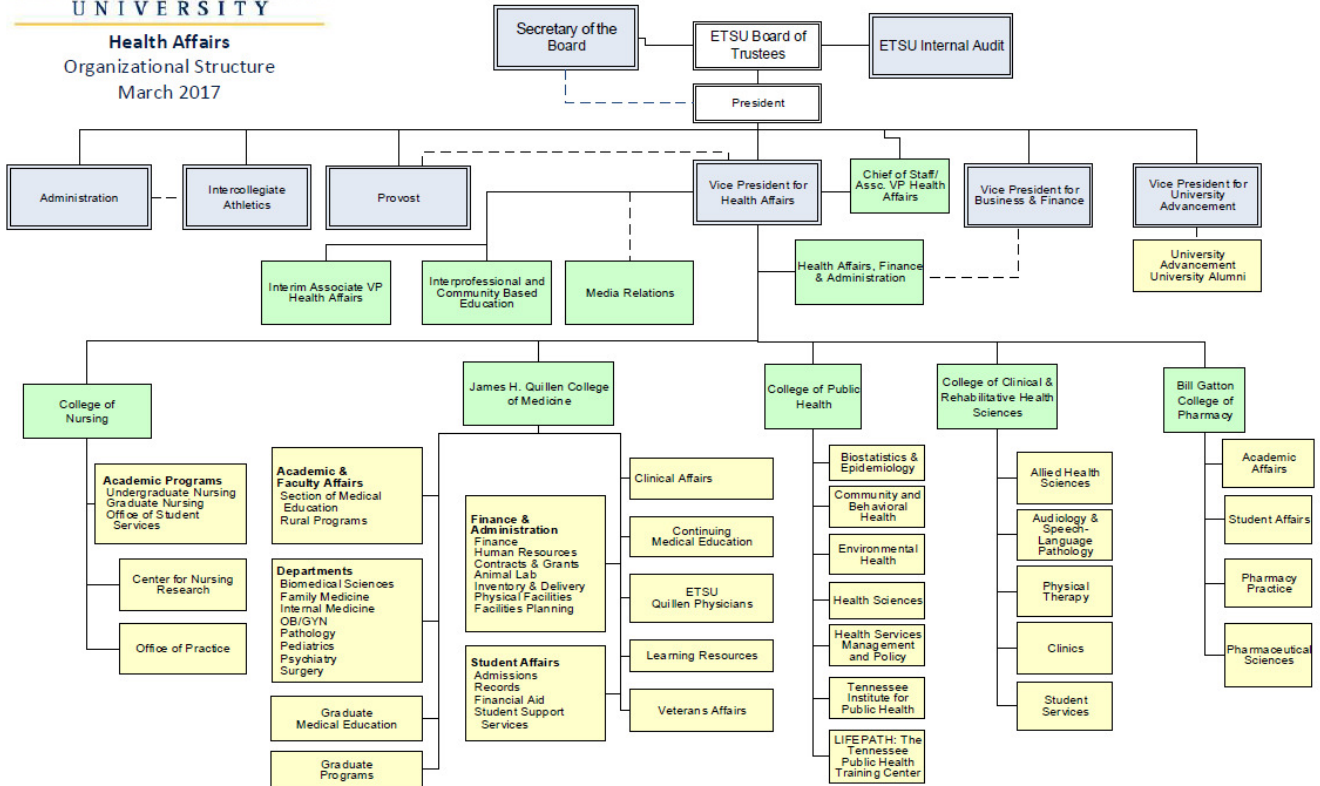 UNIVERSITY
Health Affairs
Organizational Structure
March 2017
Secretary of the
Board
ETSU Board of
Trustees
ETSU Internal Audit
President
Administration
Intercollegiate
Athletics
Provost
Vice President for
Health Affairs
Chief of Staff/
Assc. VP Health
Affairs
Vice President for
Business & Finance
Vice President for
University
Advancement
Interim Associate VP
Health Affairs
Interprofessional and
Community Based
Education
Media Relations
Health Affairs, Finance
& Administration
University
Advancement
University Alumni
College of
Nursing
James H. Quillen College
of Medicine
College of Public
Health
College of Clinical &
Rehabilitative Health
Sciences
Bill Gatton
College of
Pharmacy
Academic Programs
Undergraduate Nursing
Graduate Nursing
Office of Student
Services
Center for Nursing
Research
Office of Practice
Academic &
Faculty Affairs
Section of Medical
Education
Rural Programs
Departments
Biomedical Sciences
Family Medicine
Internal Medicine
OB/GYN
Pathology
Pediatrics
Psychiatry
Surgery
Graduate
Medical Education
Graduate
Programs
Finance &
Administration
Finance
Human Resources
Contracts & Grants
Animal Lab
Inventory & Delivery
Physical Facilities
Facilities Planning
Student Affairs
Admissions
Records
Financial Aid
Student Support
Services
Clinical Affairs
Continuing
Medical Education
ETSU
Quillen Physicians
Learning Resources
Veterans Affairs
Biostatistics &
Epidemiology
Community and
Behavioral
Health
Environmental
Health
Health Sciences
Health Services
Management
and Policy
Tennessee
Institute for
Public Health
LIFEPATH: The
Tennessee
Public Health
Training Center
Allied Health
Sciences
Audiology &
Speech-
Language
Pathology
Physical
Therapy
Clinics
Student
Services
Academic
Affairs
Student Affairs
Pharmacy
Practice
Pharmaceutical
Sciences